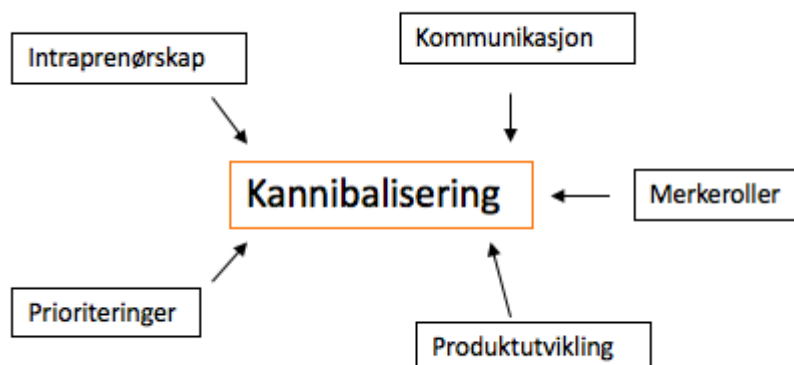 Kommunikasjon
Intraprenørskap
Kannibalisering
Merkeroller
Prioriteringer
Produktutvikling